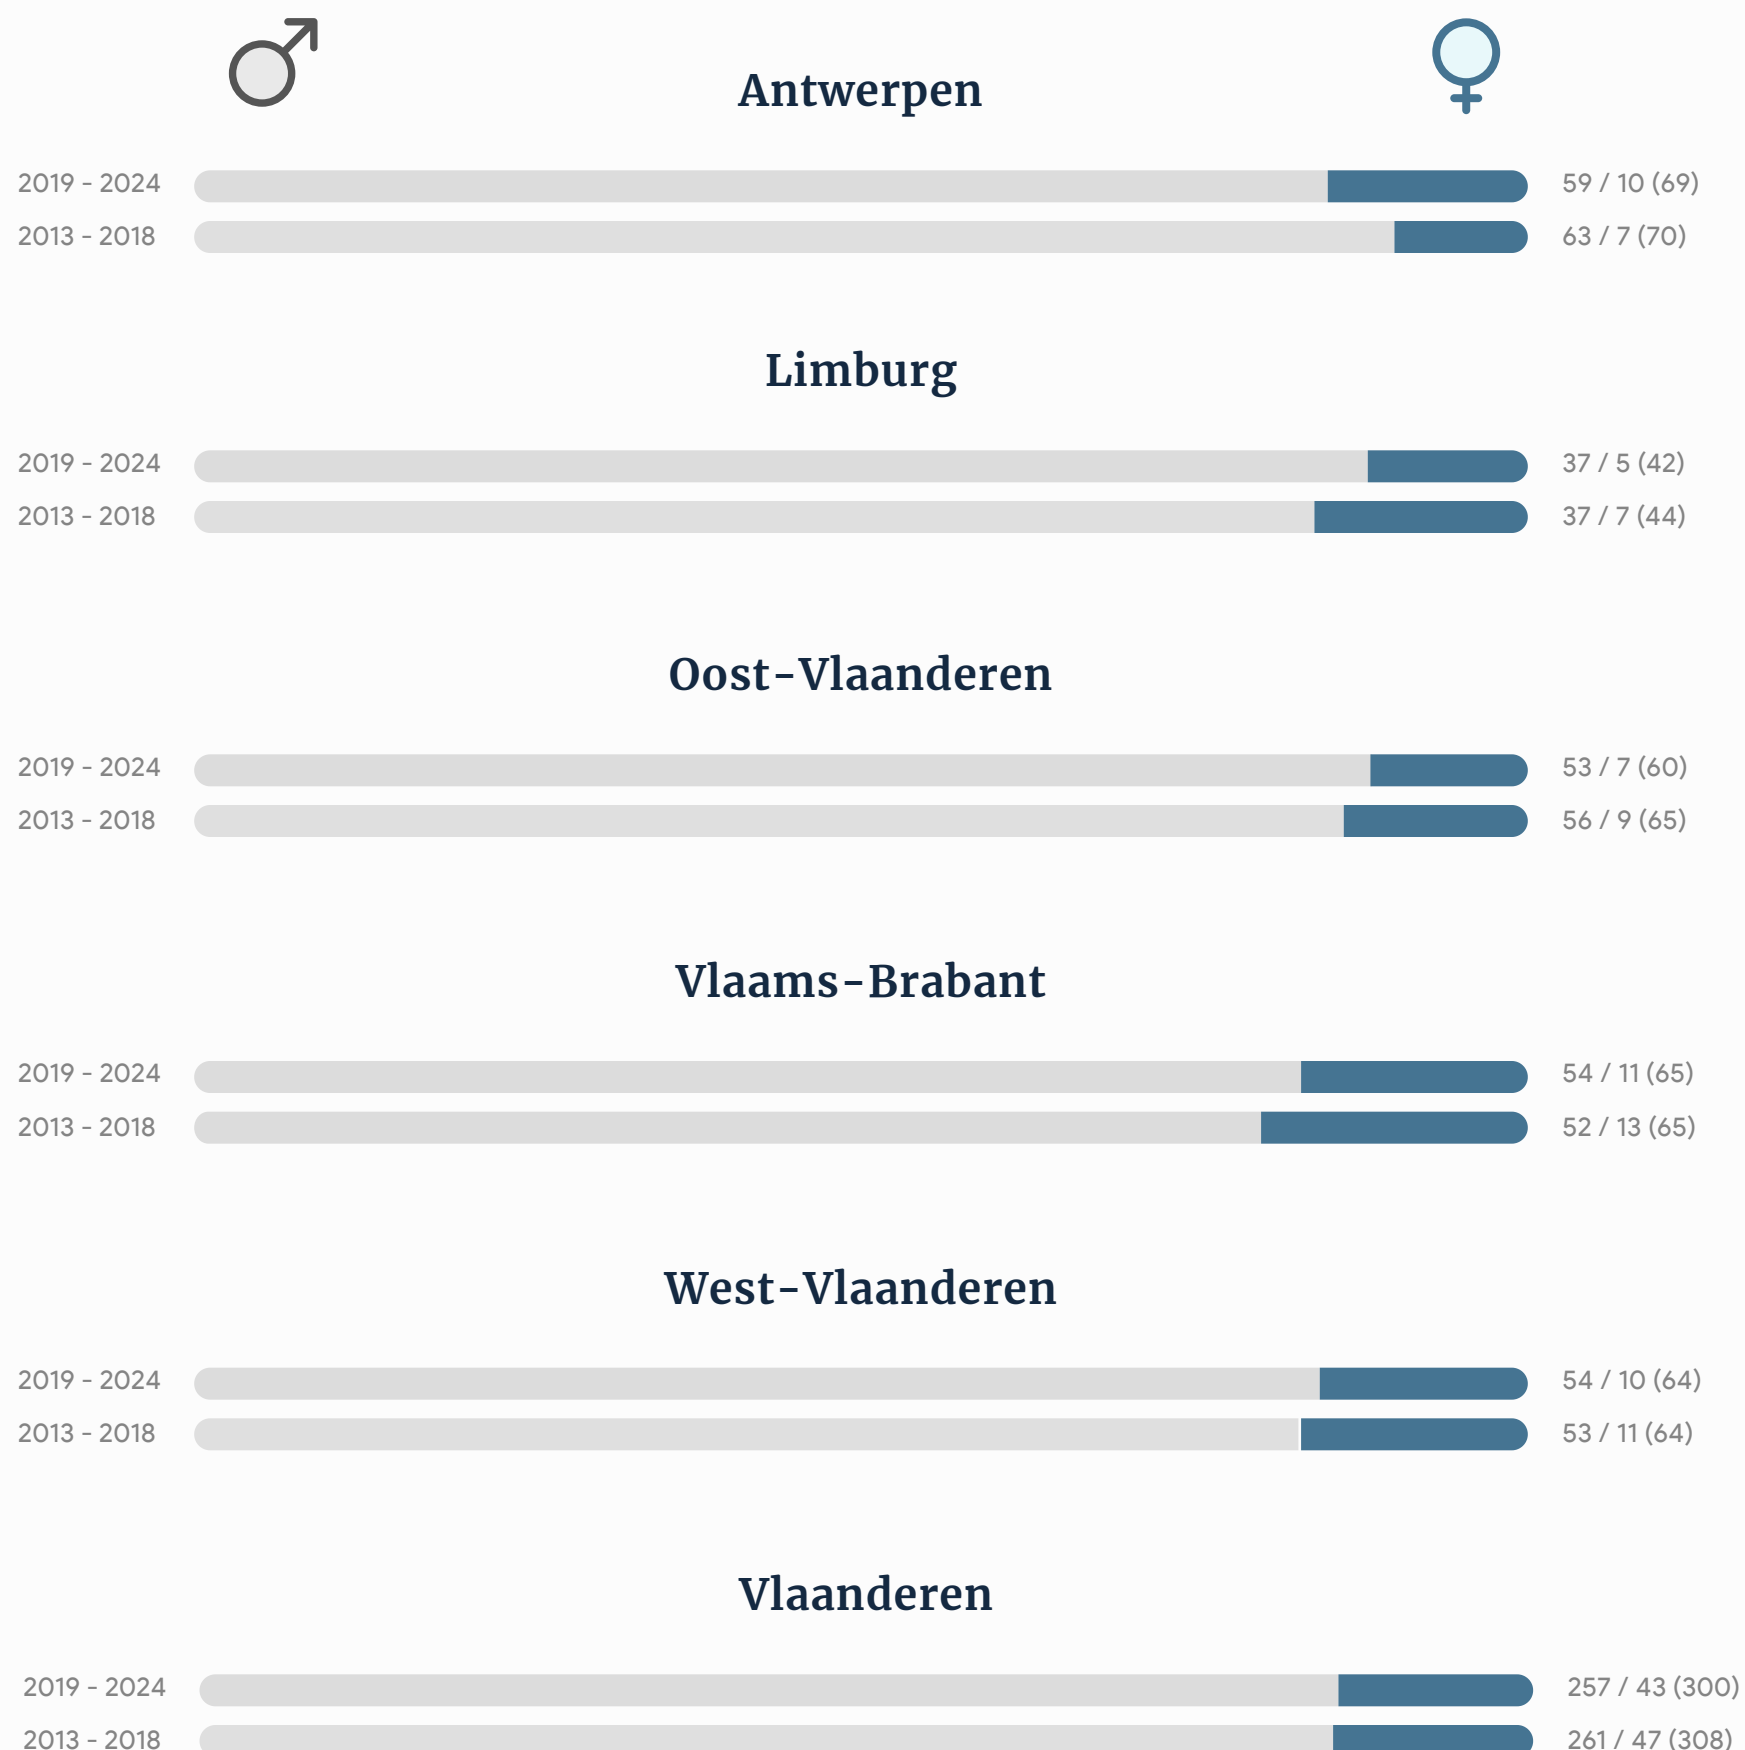 Antwerpen
2019 - 2024 59 / 10 (69)
2013 - 2018 63 / 7 (70)
Limburg
2019 - 2024 37 / 5 (42)
2013 - 2018 37 / 7 (44)
Oost-Vlaanderen
2019 - 2024 53 / 7 (60)
2013 - 2018 56 / 9 (65)
Vlaams-Brabant
2019 - 2024 54 / 11 (65)
2013 - 2018 52 / 13 (65)
West-Vlaanderen
2019 - 2024 54 / 10 (64)
2013 - 2018 53 / 11 (64)
Vlaanderen
2019 - 2024 257 / 43 (300)
2013 - 2018 261 / 47 (308)